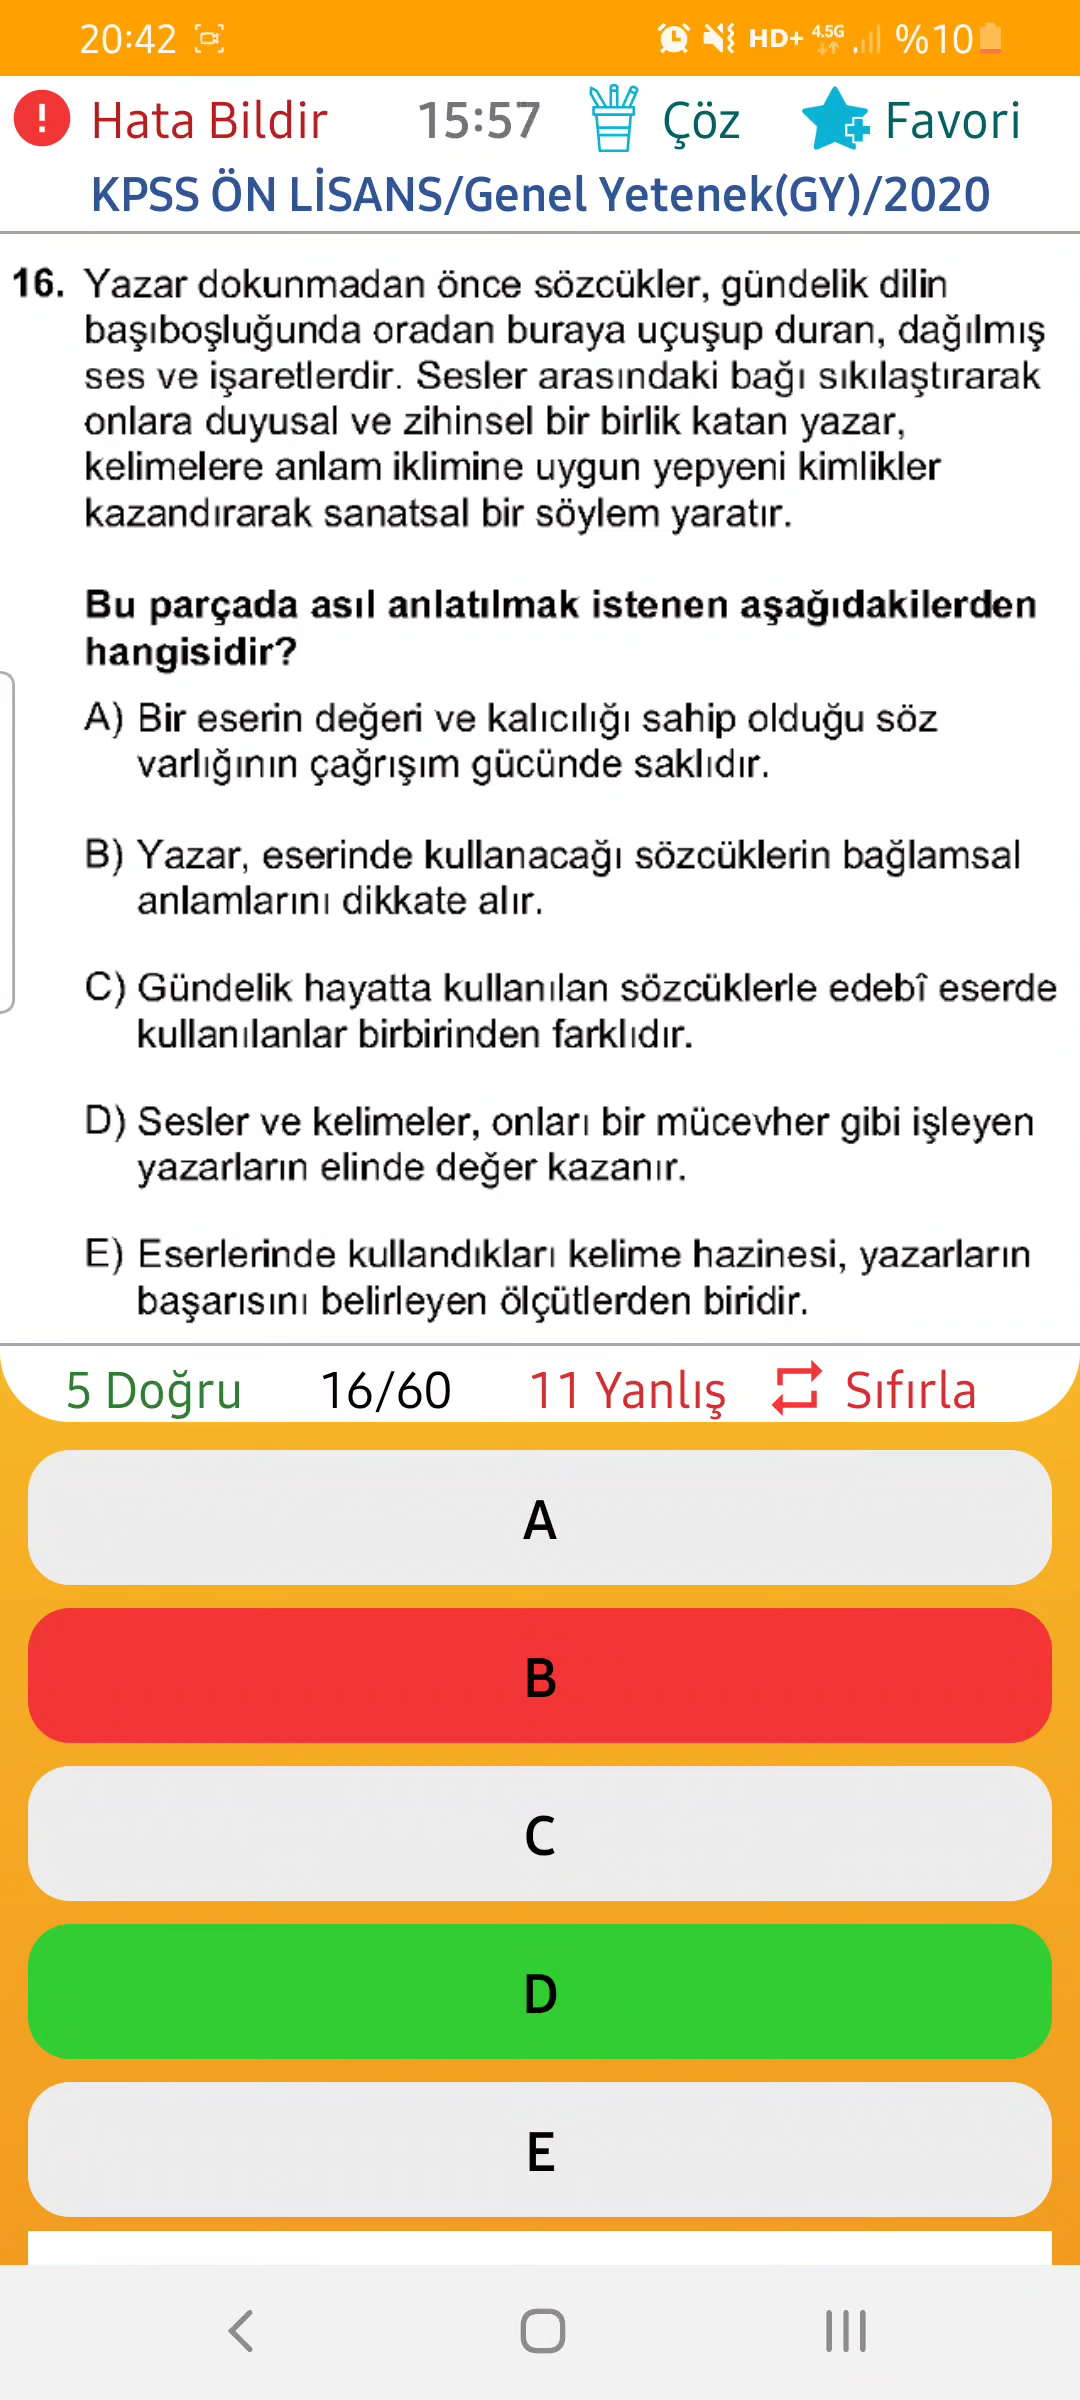 20:42 HD+ 4.5G %10
Hata Bildir 15:57 Çöz Favori
KPSS ÖN LİSANS/Genel Yetenek(GY)/2020
16. Yazar dokunmadan önce sözcükler, gündelik dilin
başıboşluğunda oradan buraya uçuşup duran, dağılmış
ses ve işaretlerdir. Sesler arasındaki bağı sıkılaştırarak
onlara duyusal ve zihinsel bir birlik katan yazar,
kelimelere anlam iklimine uygun yepyeni kimlikler
kazandırarak sanatsal bir söylem yaratır.
Bu parçada asıl anlatılmak istenen aşağıdakilerden
hangisidir?
A) Bir eserin değeri ve kalıcılığı sahip olduğu söz
varlığının çağrışım gücünde saklıdır.
B) Yazar, eserinde kullanacağı sözcüklerin bağlamsal
anlamlarını dikkate alır.
C) Gündelik hayatta kullanılan sözcüklerle edebî eserde
kullanılanlar birbirinden farklıdır.
D) Sesler ve kelimeler, onları bir mücevher gibi işleyen
yazarların elinde değer kazanır.
E) Eserlerinde kullandıkları kelime hazinesi, yazarların
başarısını belirleyen ölçütlerden biridir.
5 Doğru 16/60 11 Yanlış Sıfırla
A
B
C
D
E